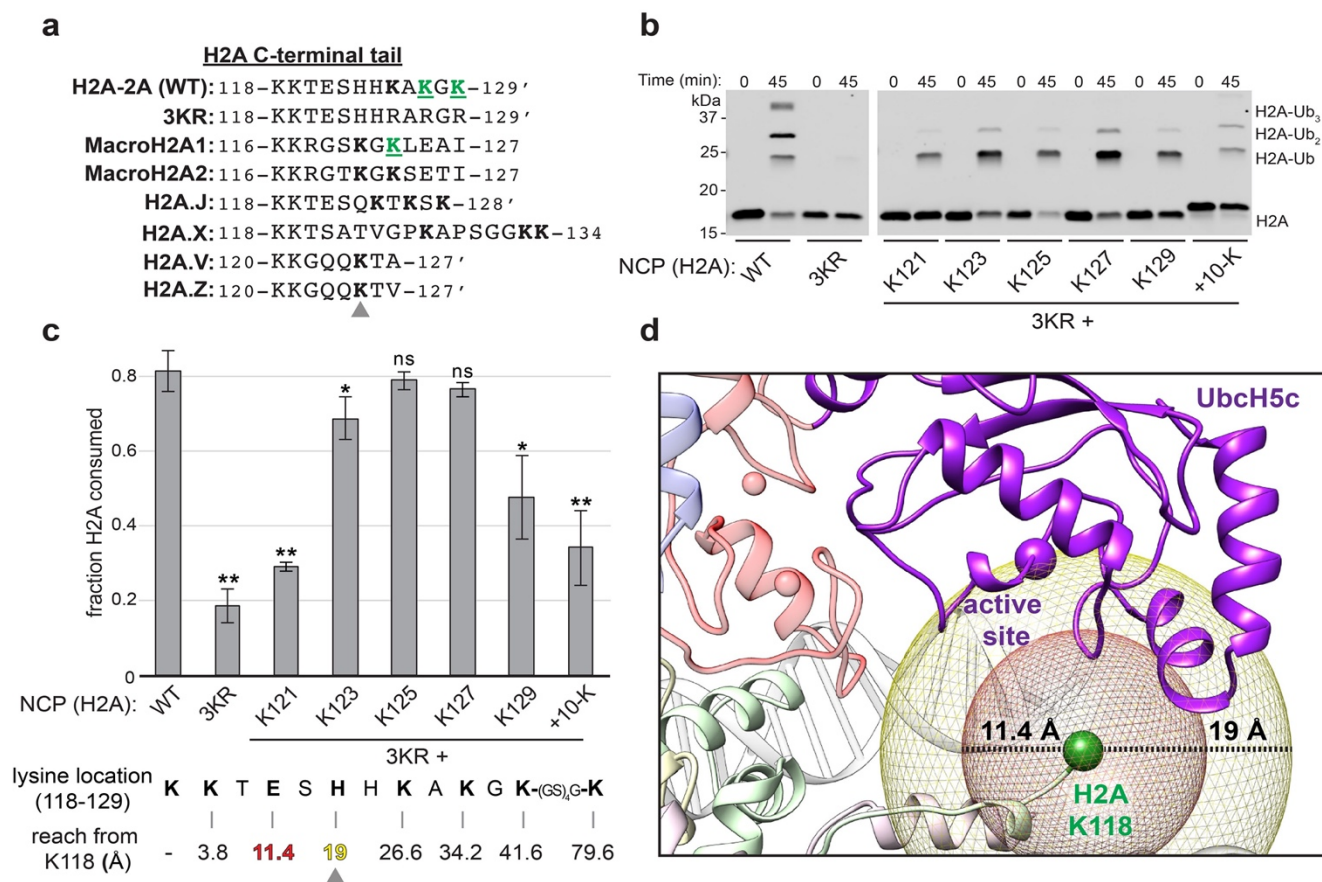 a
H2A C-terminal tail
H2A-2A (WT): 118-KKTESHHKAKGK-129'
3KR: 118-KKTESHHRARGR-129'
MacroH2A1: 116-KKRGSKGKLEAI-127
MacroH2A2: 116-KKRGTKGKSETI-127
H2A.J: 118-KKTESQKTKSK-128'
H2A.X: 118-KKTSATVGPKAPSGGKK-134
H2A.V: 120-KKGQQKTA-127'
H2A.Z: 120-KKGQQKTV-127'
b
Time (min): 0 45 0 45 0 45 0 45 0 45 0 45 0 45 0 45
kDa
37
25
20
15
H2A-Ub3
H2A-Ub2
H2A-Ub
H2A
NCP (H2A): WT 3KR K121 K123 K125 K127 K129 +10-K
3KR +
c
fraction H2A consumed
0.8
0.6
0.4
0.2
0
** ** * ns ns * **
NCP (H2A): WT 3KR K121 K123 K125 K127 K129 +10-K
3KR +
lysine location (118-129) K K T E S H H K A K G K-(GS)4G-K
reach from K118 (Å) - 3.8 11.4 19 26.6 34.2 41.6 79.6
d
UbcH5c
active
site
11.4 Å 19 Å
H2A
K118